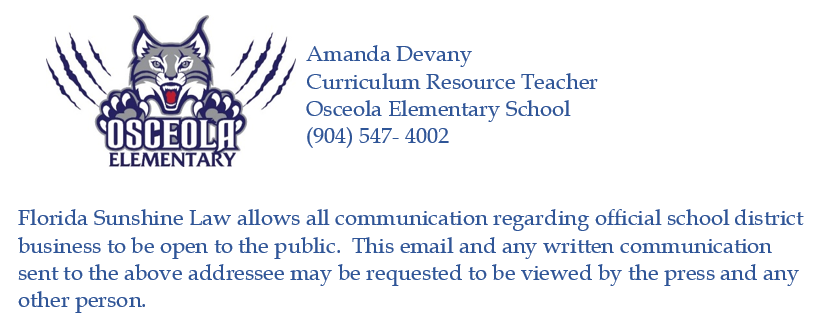 Amanda Devany
Curriculum Resource Teacher
Osceola Elementary School
(904) 547- 4002
OSCEOLA
ELEMENTARY
Florida Sunshine Law allows all communication regarding official school district
business to be open to the public.  This email and any written communication
sent to the above addressee may be requested to be viewed by the press and any
other person.